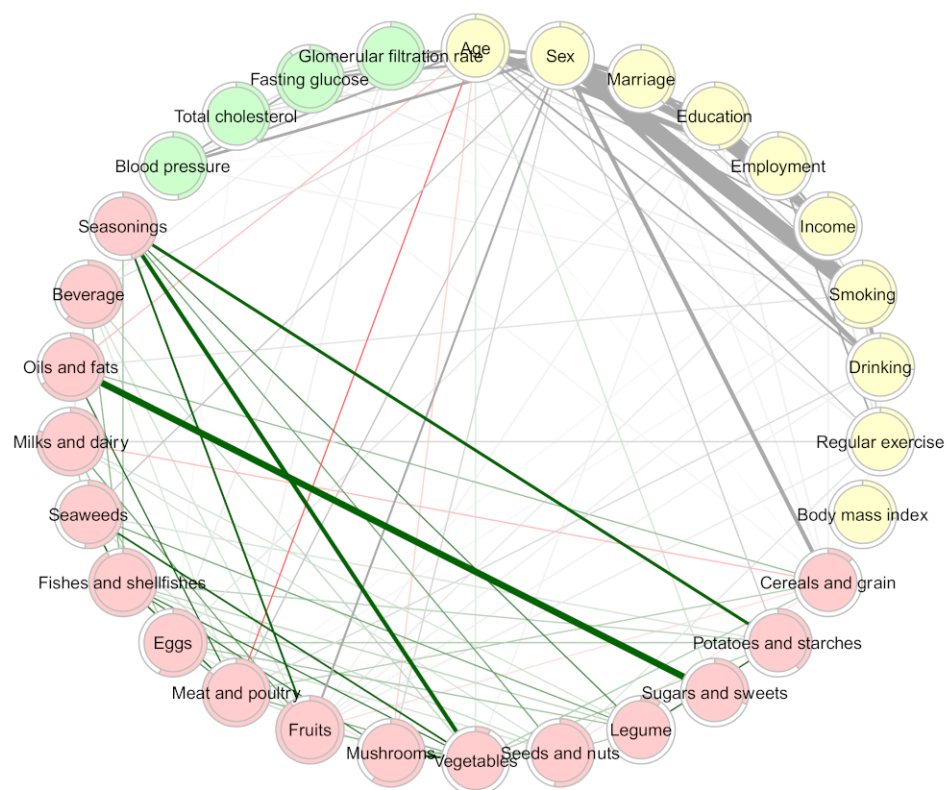 Age
Sex
Marriage
Education
Employment
Income
Smoking
Drinking
Regular exercise
Body mass index
Cereals and grain
Potatoes and starches
Sugars and sweets
Legume
Seeds and nuts
Vegetables
Mushrooms
Fruits
Meat and poultry
Eggs
Fishes and shellfishes
Seaweeds
Milks and dairy
Oils and fats
Beverage
Seasonings
Blood pressure
Total cholesterol
Fasting glucose
Glomerular filtration rate